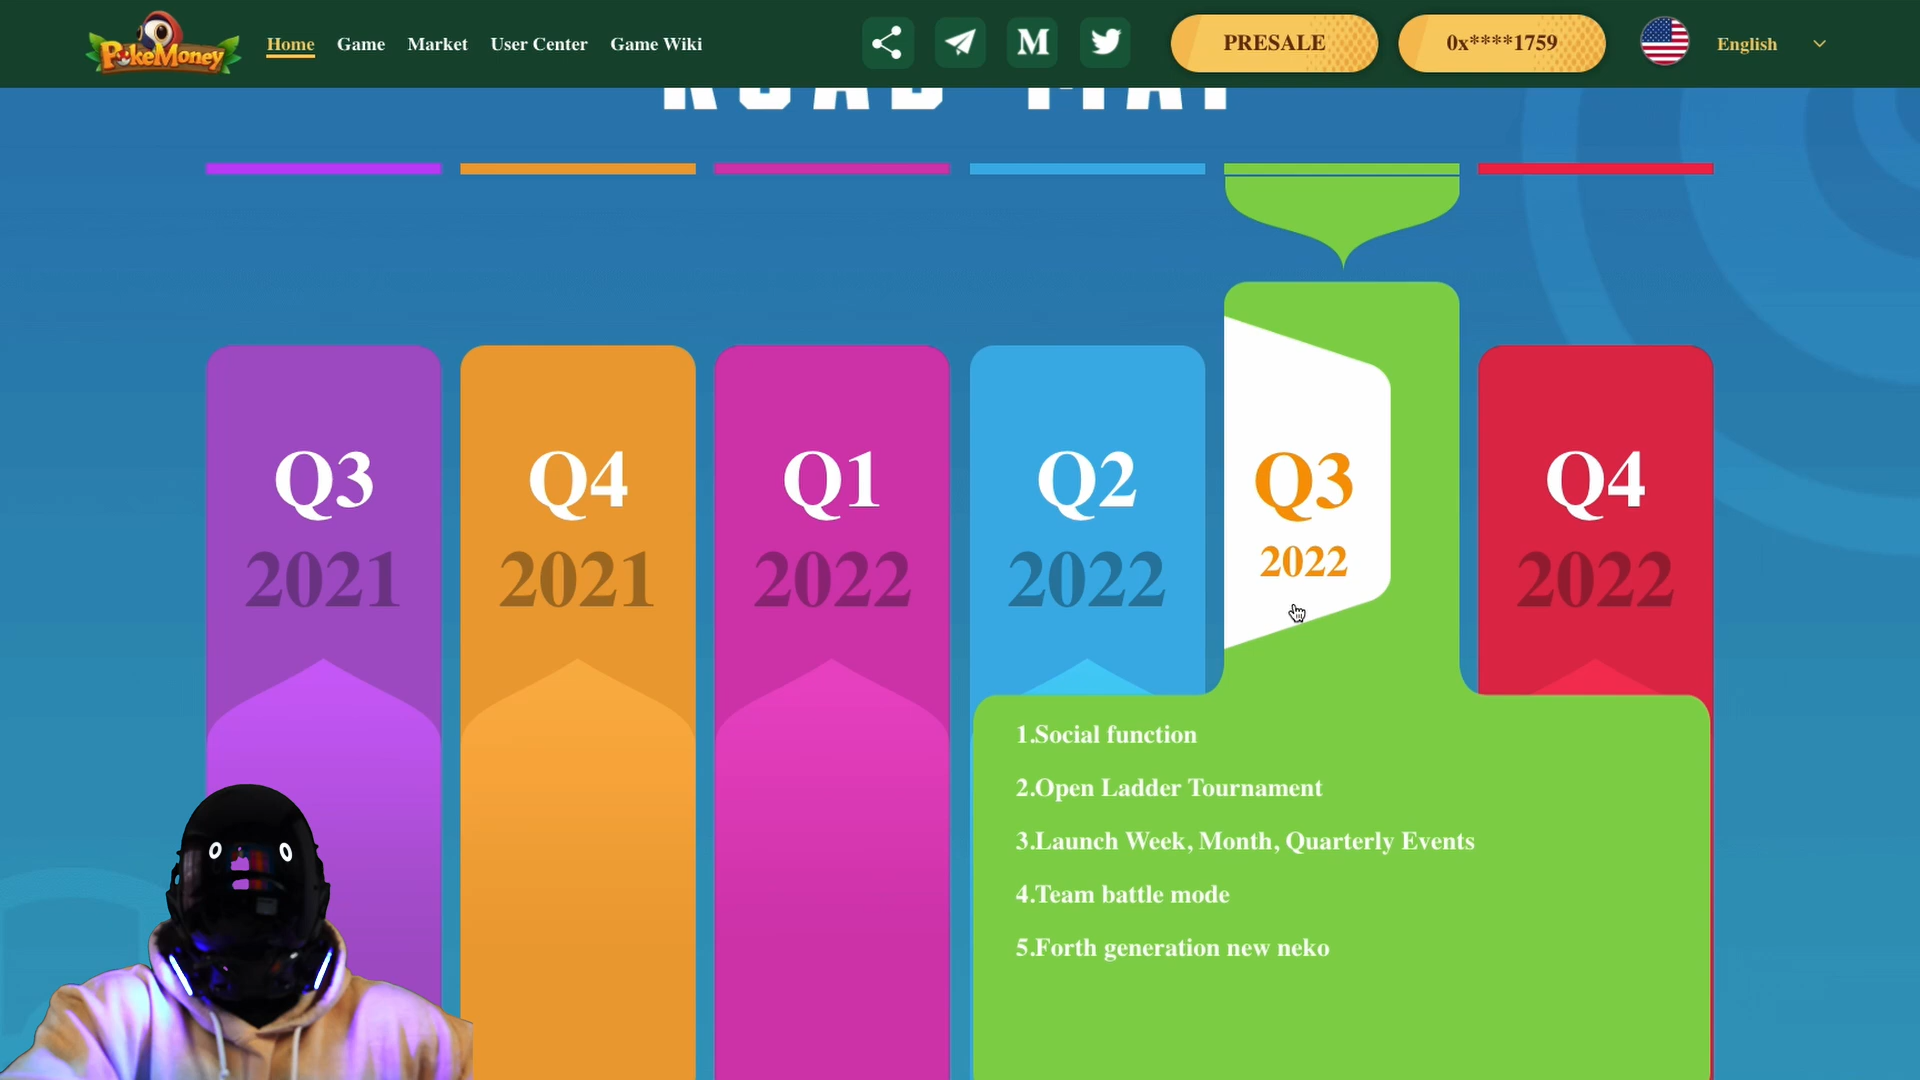 PokeMoney
Home
Game
Market
User Center
Game Wiki
M
PRESALE
0x****1759
English
ROAD MAP
Q3
2021
Q4
2021
Q1
2022
Q2
2022
Q3
2022
Q4
2022
1.Social function
2.Open Ladder Tournament
3.Launch Week, Month, Quarterly Events
4.Team battle mode
5.Forth generation new neko